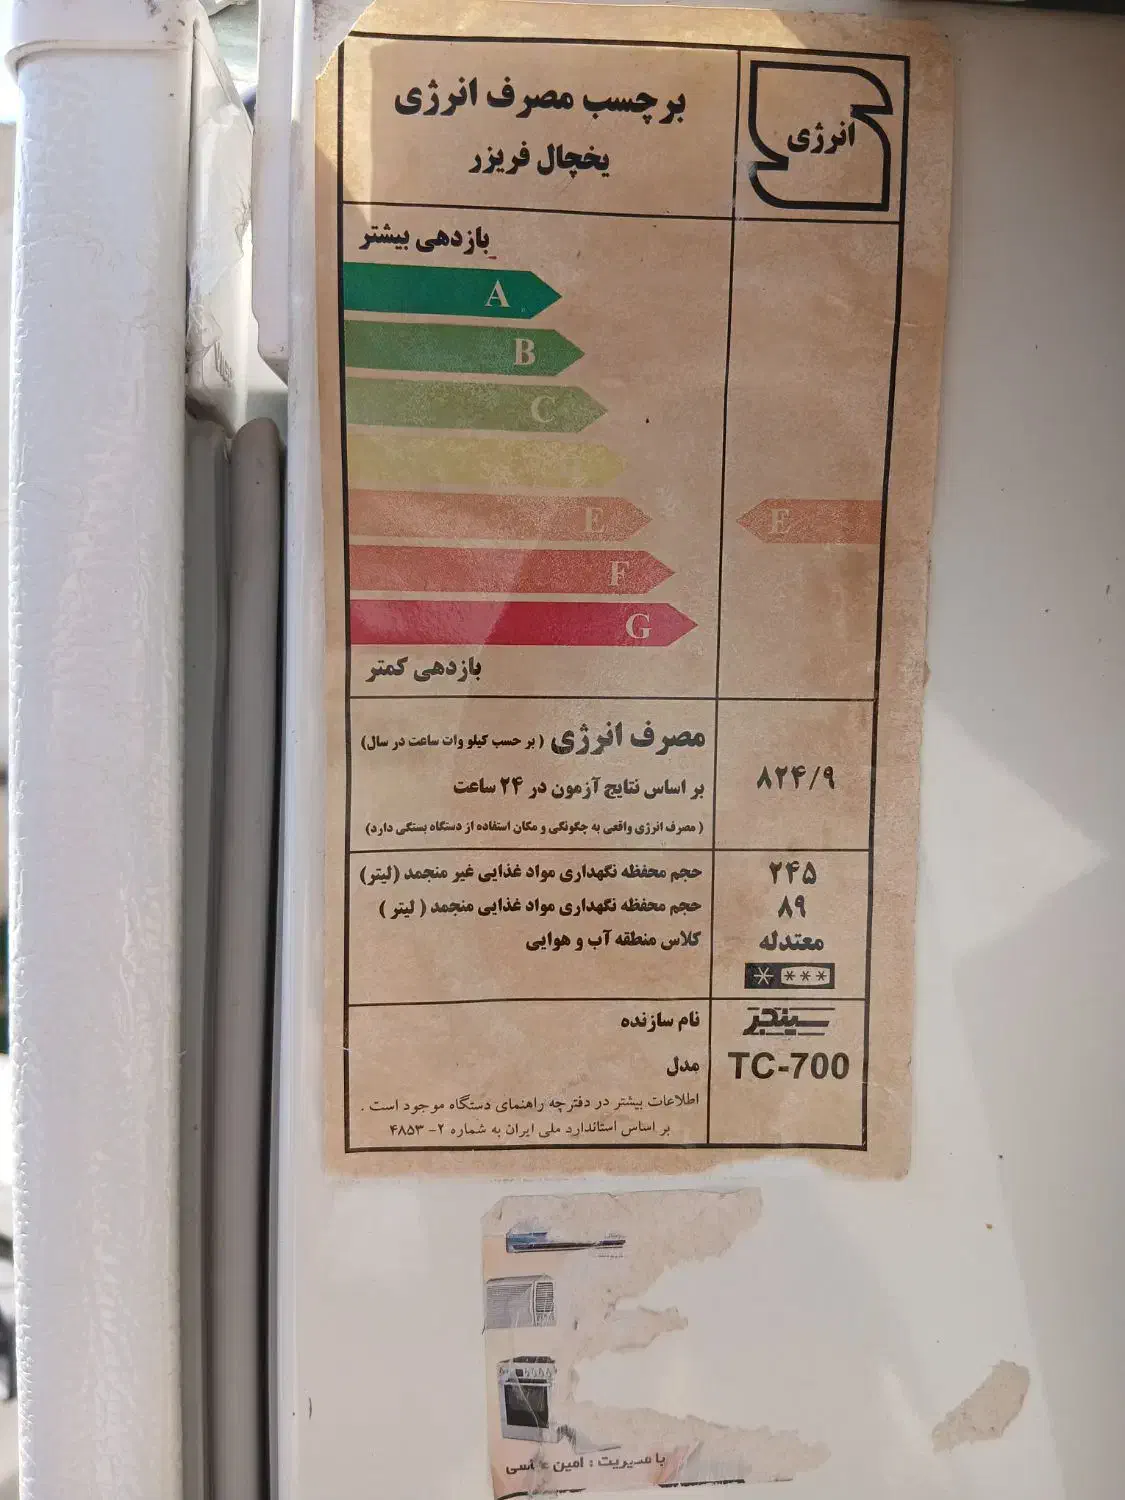 برچسب مصرف انرژی
یخچال فریزر
انرژی
بازدهی بیشتر
A
B
C
E
E
F
G
بازدهی کمتر
مصرف انرژی ( بر حسب کیلو وات ساعت در سال)
بر اساس نتایج آزمون در ۲۴ ساعت
۸۲۴/۹
( مصرف انرژی واقعی به چگونگی و مکان استفاده از دستگاه بستگی دارد)
حجم محفظه نگهداری مواد غذایی غیر منجمد (لیتر) ۲۴۵
حجم محفظه نگهداری مواد غذایی منجمد ( لیتر ) ۸۹
کلاس منطقه آب و هوایی معتدله
نام سازنده سینجر
مدل TC-700
اطلاعات بیشتر در دفترچه راهنمای دستگاه موجود است .
بر اساس استاندارد ملی ایران به شماره ۲- ۴۸۵۳
با مدیریت : امین